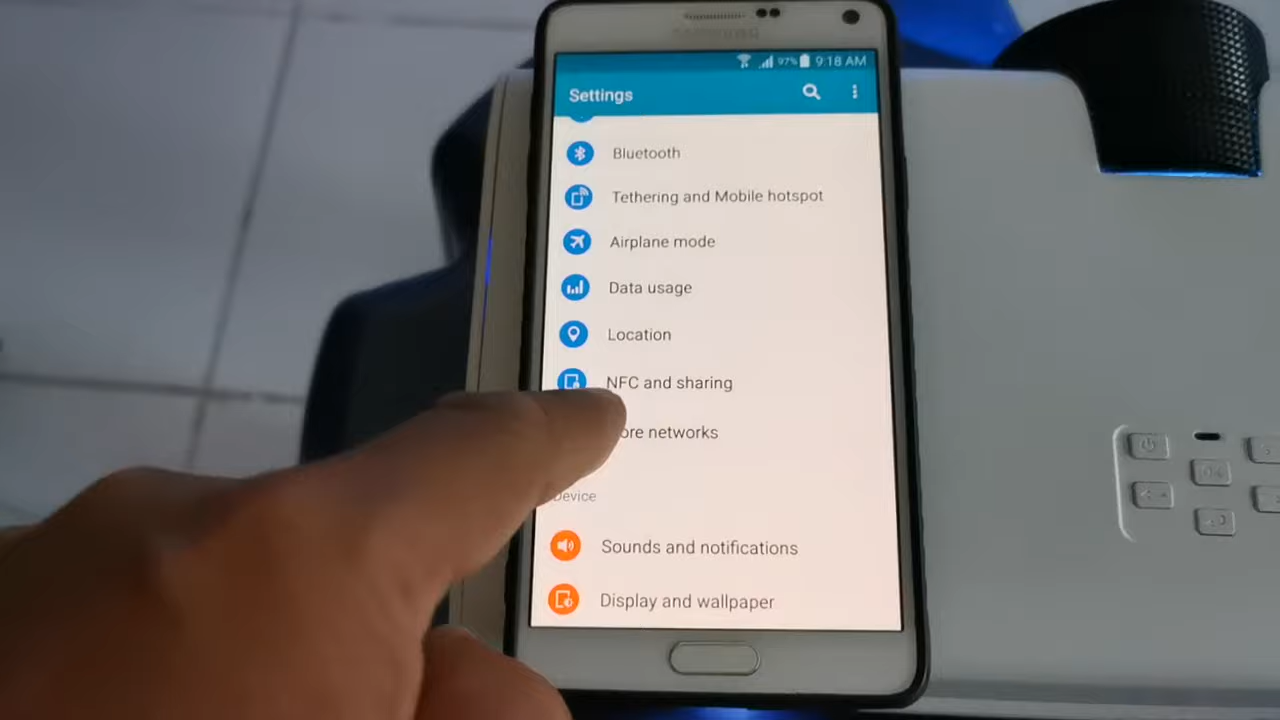 SAMSUNG
97% 9:18 AM
Settings
Bluetooth
Tethering and Mobile hotspot
Airplane mode
Data usage
Location
NFC and sharing
ore networks
Device
Sounds and notifications
Display and wallpaper